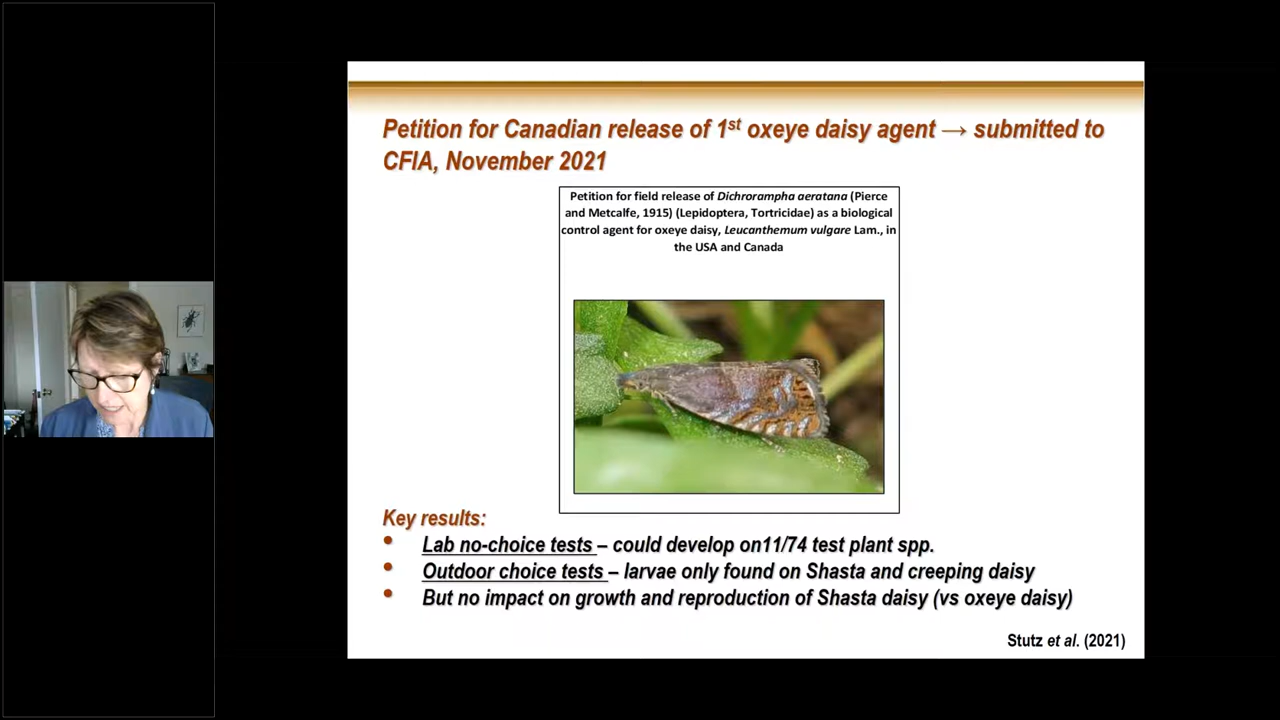 Petition for Canadian release of 1st oxeye daisy agent → submitted to
CFIA, November 2021
Petition for field release of Dichrorampha aeratana (Pierce
and Metcalfe, 1915) (Lepidoptera, Tortricidae) as a biological
control agent for oxeye daisy, Leucanthemum vulgare Lam., in
the USA and Canada
Key results:
• Lab no-choice tests – could develop on11/74 test plant spp.
• Outdoor choice tests – larvae only found on Shasta and creeping daisy
• But no impact on growth and reproduction of Shasta daisy (vs oxeye daisy)
Stutz et al. (2021)